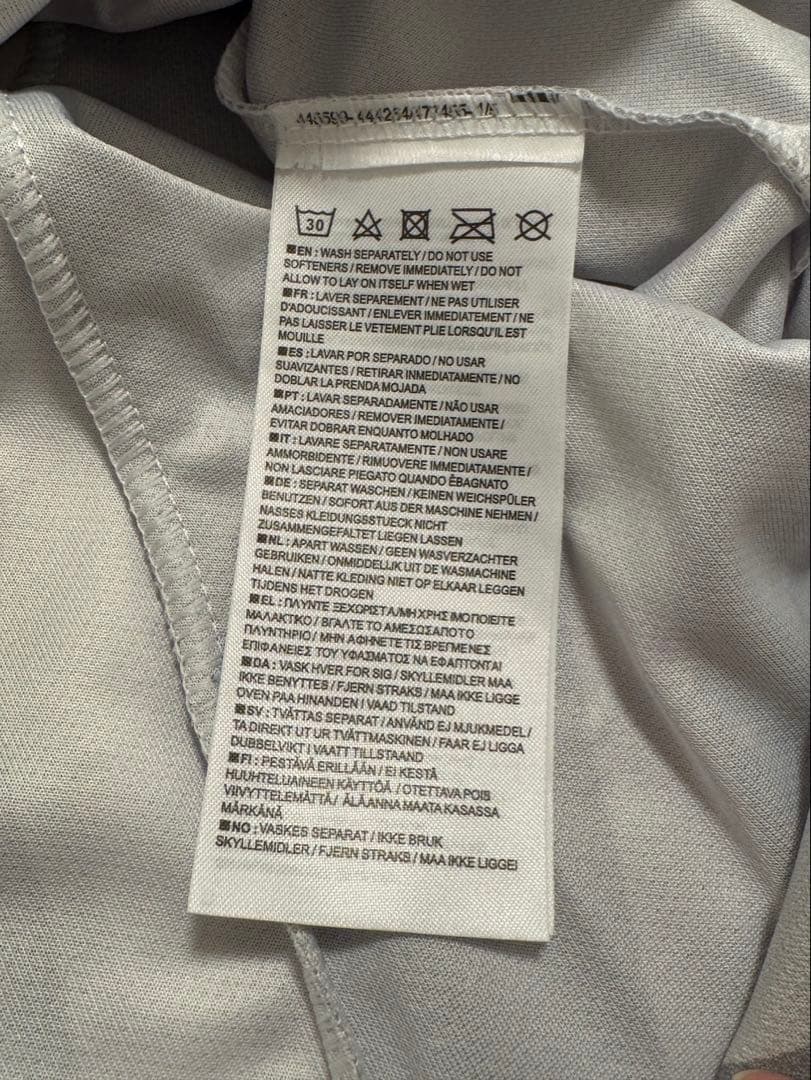 30
EN : WASH SEPARATELY / DO NOT USE
SOFTENERS / REMOVE IMMEDIATELY / DO NOT
ALLOW TO LAY ON ITSELF WHEN WET
FR : LAVER SEPAREMENT / NE PAS UTILISER
D'ADOUCISSANT / ENLEVER IMMEDIATEMENT / NE
PAS LAISSER LE VETEMENT PLIE LORSQU'IL EST
MOUILLE
ES : LAVAR POR SEPARADO / NO USAR
SUAVIZANTES / RETIRAR INMEDIATAMENTE / NO
DOBLAR LA PRENDA MOJADA
PT : LAVAR SEPARADAMENTE / NÃO USAR
AMACIADORES / REMOVER IMEDIATAMENTE /
EVITAR DOBRAR ENQUANTO MOLHADO
IT : LAVARE SEPARATAMENTE / NON USARE
AMMORBIDENTE / RIMUOVERE IMMEDIATAMENTE /
NON LASCIARE PIEGATO QUANDO ÊBAGNATO
DE : SEPARAT WASCHEN / KEINEN WEICHSPÜLER
BENUTZEN / SOFORT AUS DER MASCHINE NEHMEN /
NASSES KLEIDUNGSSTUECK NICHT
ZUSAMMENGEFALTET LIEGEN LASSEN
NL : APART WASSEN / GEEN WASVERZACHTER
GEBRUIKEN / ONMIDDELLIJK UIT DE WASMACHINE
HALEN / NATTE KLEDING NIET OP ELKAAR LEGGEN
TIJDENS HET DROGEN
EL : ΠΛΥΝΤΕ ΞΕΧΩΡΙΣΤΑ/ΜΗ ΧΡΗΣΙΜΟΠΟΙΕΙΤΕ
ΜΑΛΑΚΤΙΚΟ / ΒΓΑΛΤΕ ΤΟ ΑΜΕΣΩΣΑΠΟΤΟ
ΠΛΥΝΤΗΡΙΟ / ΜΗΝ ΑΦΗΝΕΤΕ ΤΙΣ ΒΡΕΓΜΕΝΕΣ
ΕΠΙΦΑΝΕΙΕΣ ΤΟΥ ΥΦΑΣΜΑΤΟΣ ΝΑ ΕΦΑΠΤΟΝΤΑΙ
DA : VASK HVER FOR SIG / SKYLLEMIDLER MAA
IKKE BENYTTES / FJERN STRAKS / MAA IKKE LIGGE
OVEN PAA HINANDEN I VAAD TILSTAND
SV : TVÄTTAS SEPARAT / ANVÄND EJ MJUKMEDEL /
TA DIREKT UT UR TVÄTTMASKINEN / FAAR EJ LIGGA
DUBBELVIKT I VAATT TILLSTAAND
FI : PESTÄVÄ ERILLÄÄN / EI KESTÄ
HUUHTELUAINEEN KÄYTTÖÄ / OTETTAVA POIS
VIIVYTTELEMÄTTÄ / ÄLÄANNA MAATA KASASSA
MÄRKÄNÄ
NO : VASKES SEPARAT / IKKE BRUK
SKYLLEMIDLER / FJERN STRAKS / MAA IKKE LIGGEI